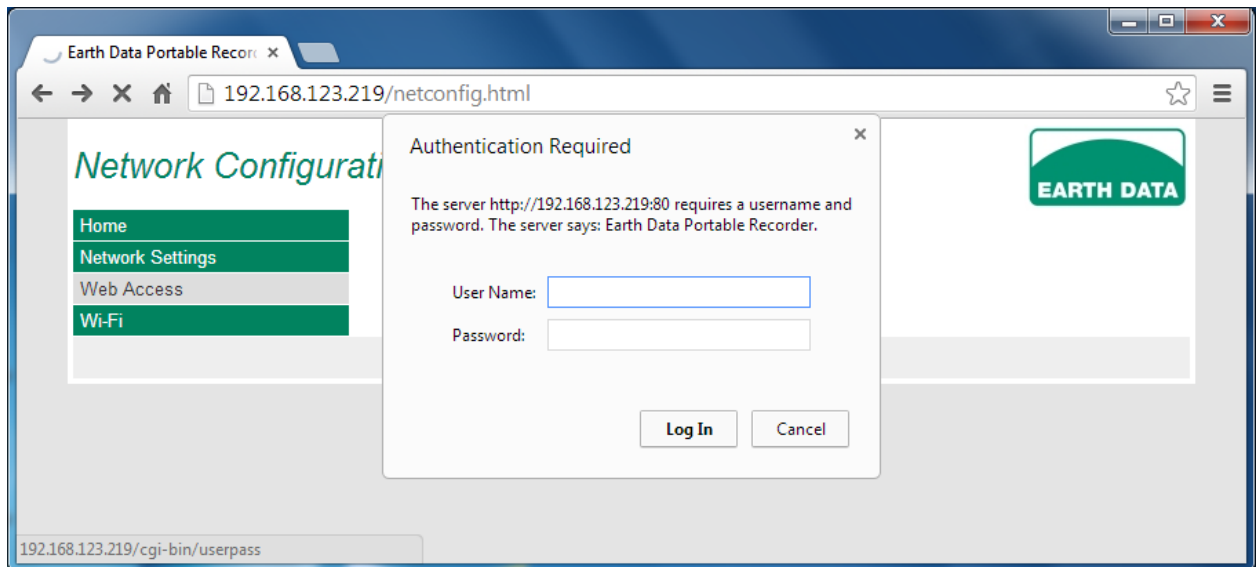 Earth Data Portable Recor
192.168.123.219/netconfig.html
Network Configurati
Home
Network Settings
Web Access
Wi-Fi
Authentication Required
The server http://192.168.123.219:80 requires a username and
password. The server says: Earth Data Portable Recorder.
User Name:
Password:
Log In
Cancel
EARTH DATA
192.168.123.219/cgi-bin/userpass